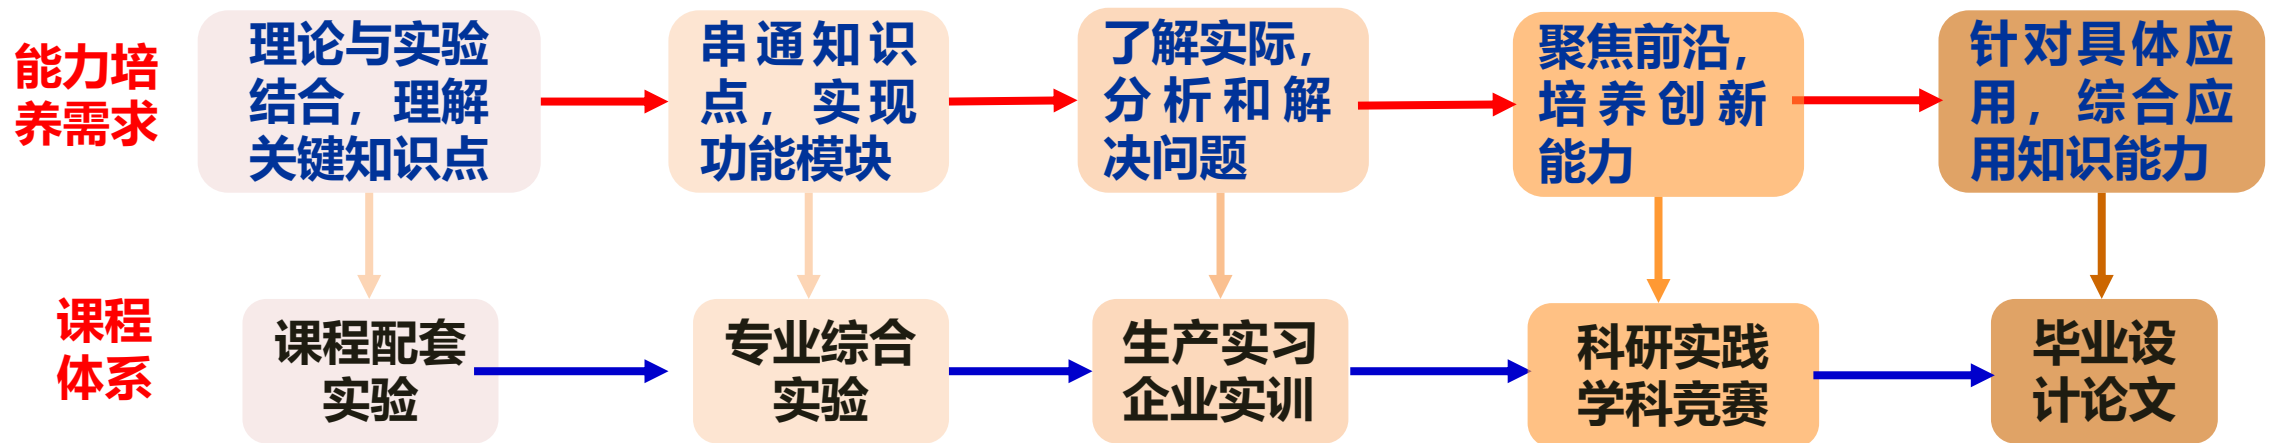 能力培
养需求
理论与实验
结合，理解
关键知识点
串通知识
点，实现
功能模块
了解实际，
分析和解
决问题
聚焦前沿，
培养创新
能力
针对具体应
用，综合应
用知识能力
课程
体系
课程配套
实验
专业综合
实验
生产实习
企业实训
科研实践
学科竞赛
毕业设
计论文